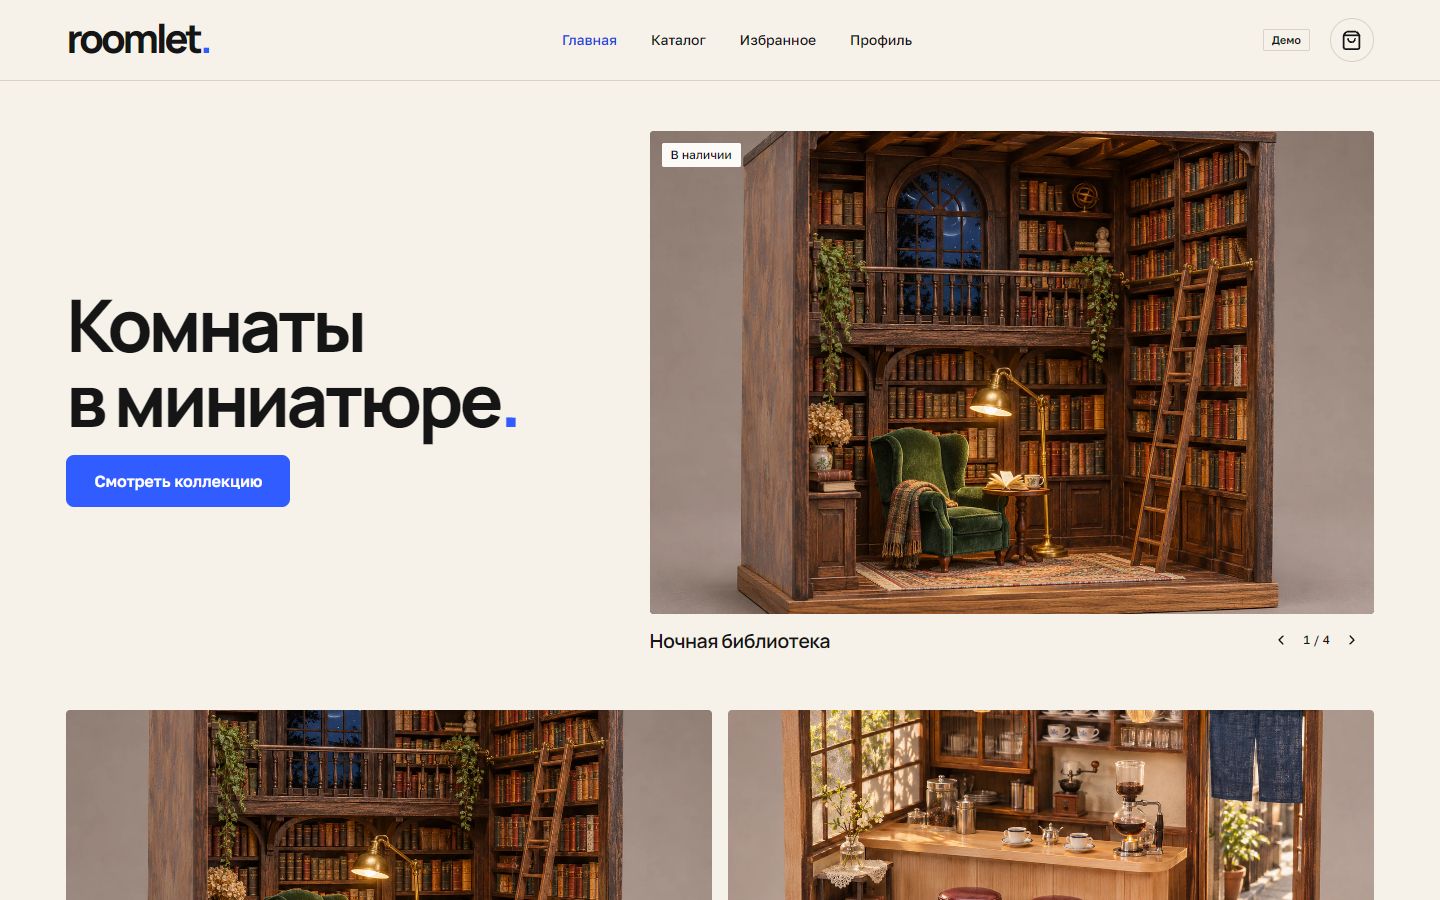 roomlet.
Главная
Каталог
Избранное
Профиль
Демо
В наличии
Комнаты
в миниатюре.
Смотреть коллекцию
Ночная библиотека
1 / 4